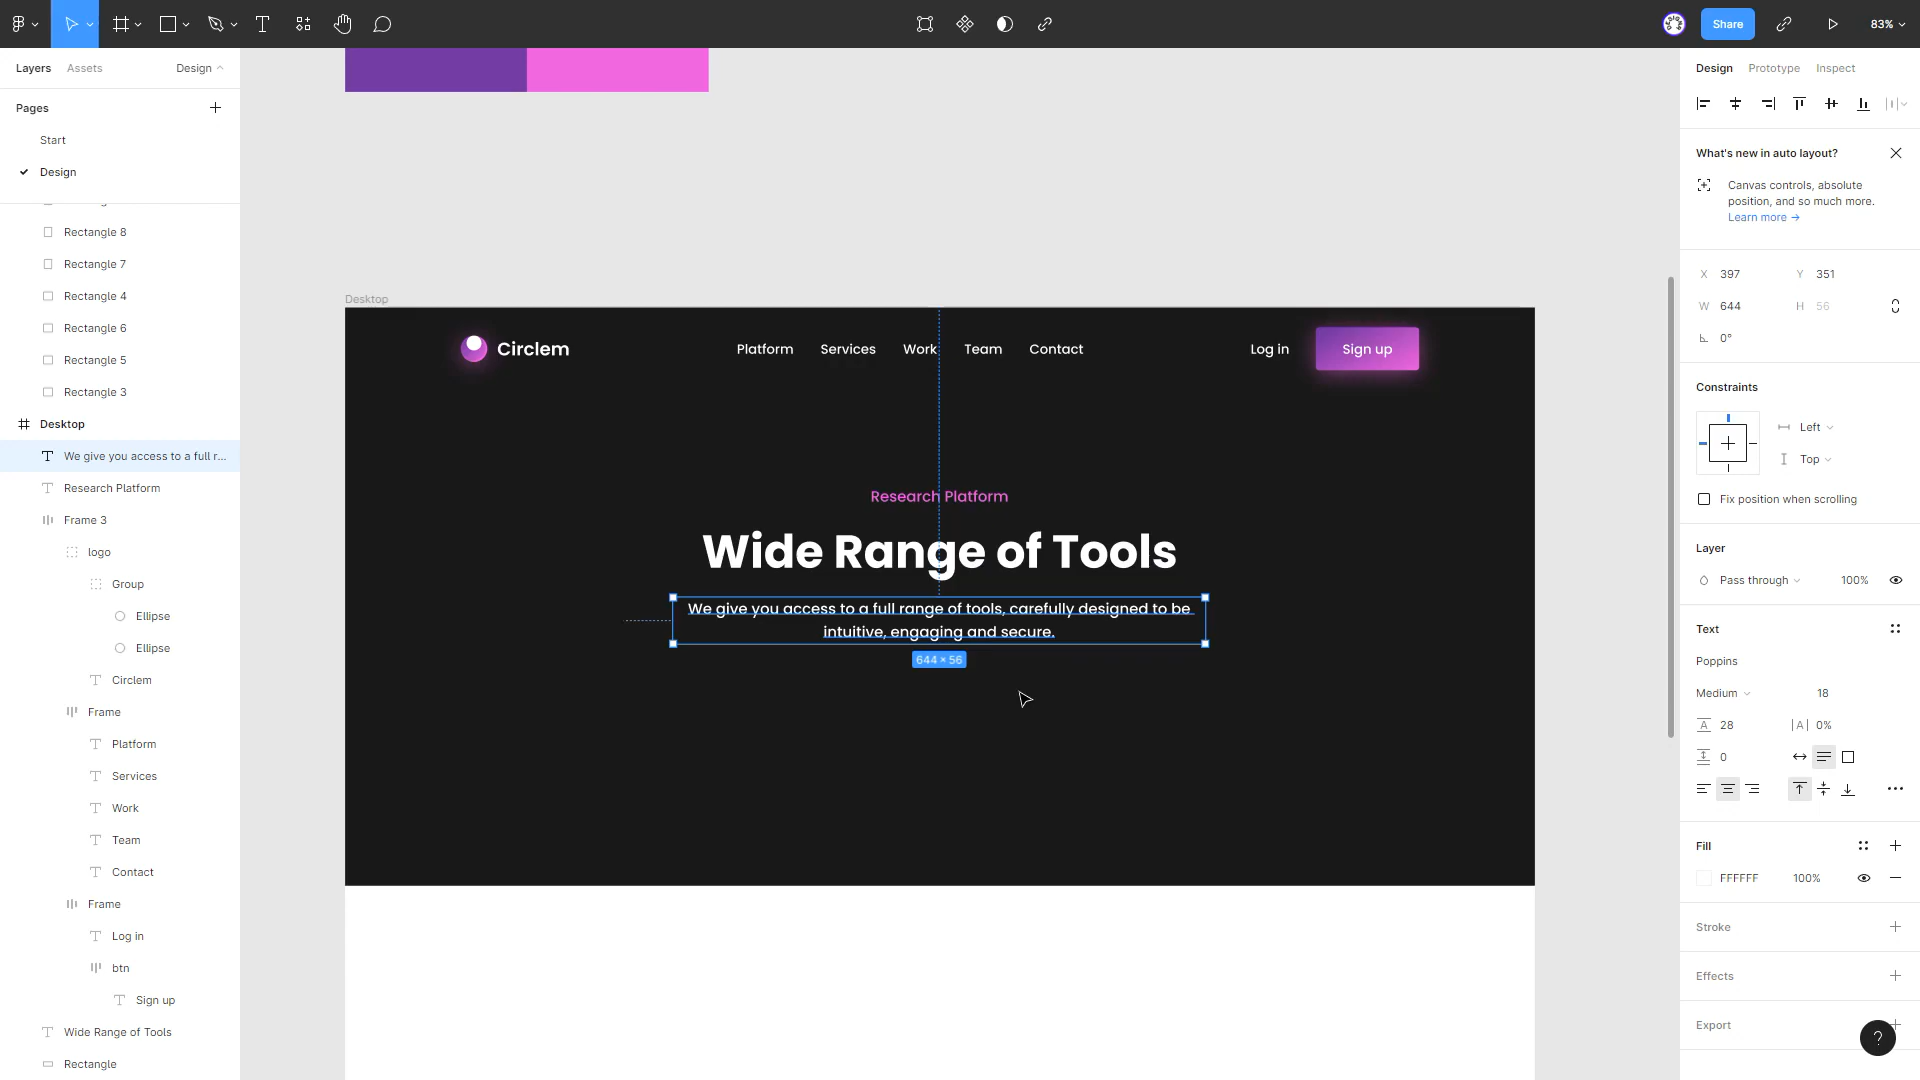 Share
83%
Layers
Assets
Design
Pages
Start
Design
Rectangle 8
Rectangle 7
Rectangle 4
Rectangle 6
Rectangle 5
Rectangle 3
Desktop
We give you access to a full r...
Research Platform
Frame 3
logo
Group
Ellipse
Ellipse
Circlem
Frame
Platform
Services
Work
Team
Contact
Frame
Log in
btn
Sign up
Wide Range of Tools
Rectangle
Desktop
Circlem
Platform
Services
Work
Team
Contact
Log in
Sign up
Research Platform
Wide Range of Tools
We give you access to a full range of tools, carefully designed to be
intuitive, engaging and secure.
644 × 56
Design
Prototype
Inspect
What's new in auto layout?
Canvas controls, absolute
position, and so much more.
Learn more →
X 397
Y 351
W 644
H 56
0°
Constraints
Left
Top
Fix position when scrolling
Layer
Pass through
100%
Text
Poppins
Medium
18
A 28
|A| 0%
0
Fill
FFFFFF
100%
Stroke
Effects
Export
?